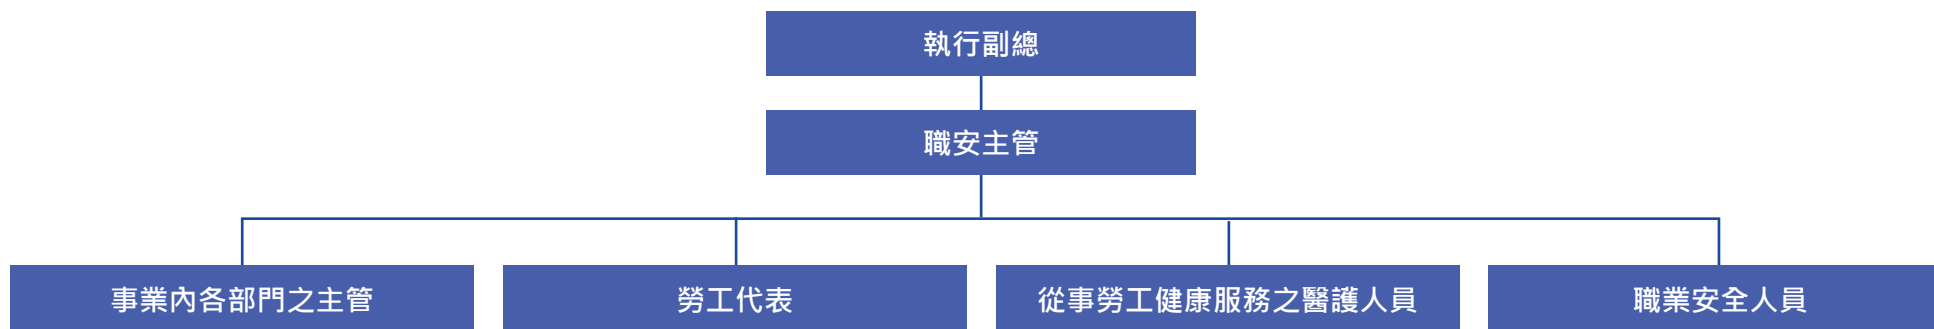 執行副總
職安主管
事業內各部門之主管
勞工代表
從事勞工健康服務之醫護人員
職業安全人員